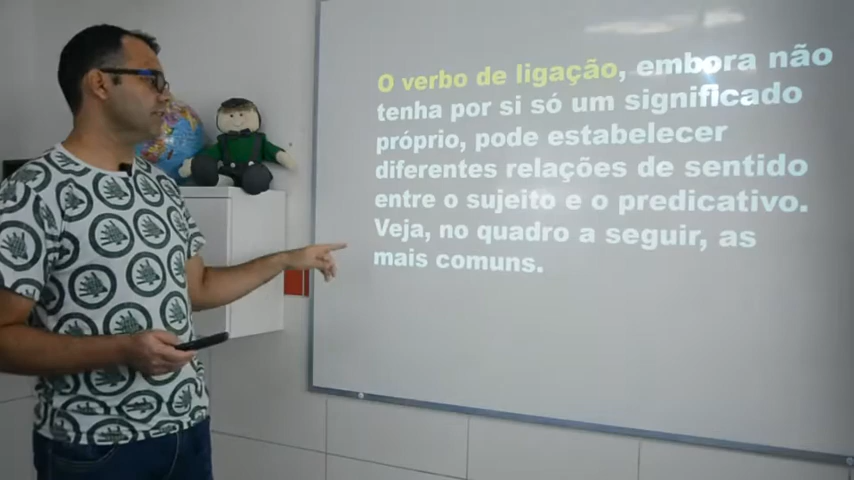 O verbo de ligação, embora não
tenha por si só um significado
próprio, pode estabelecer
diferentes relações de sentido
entre o sujeito e o predicativo.
Veja, no quadro a seguir, as
mais comuns.